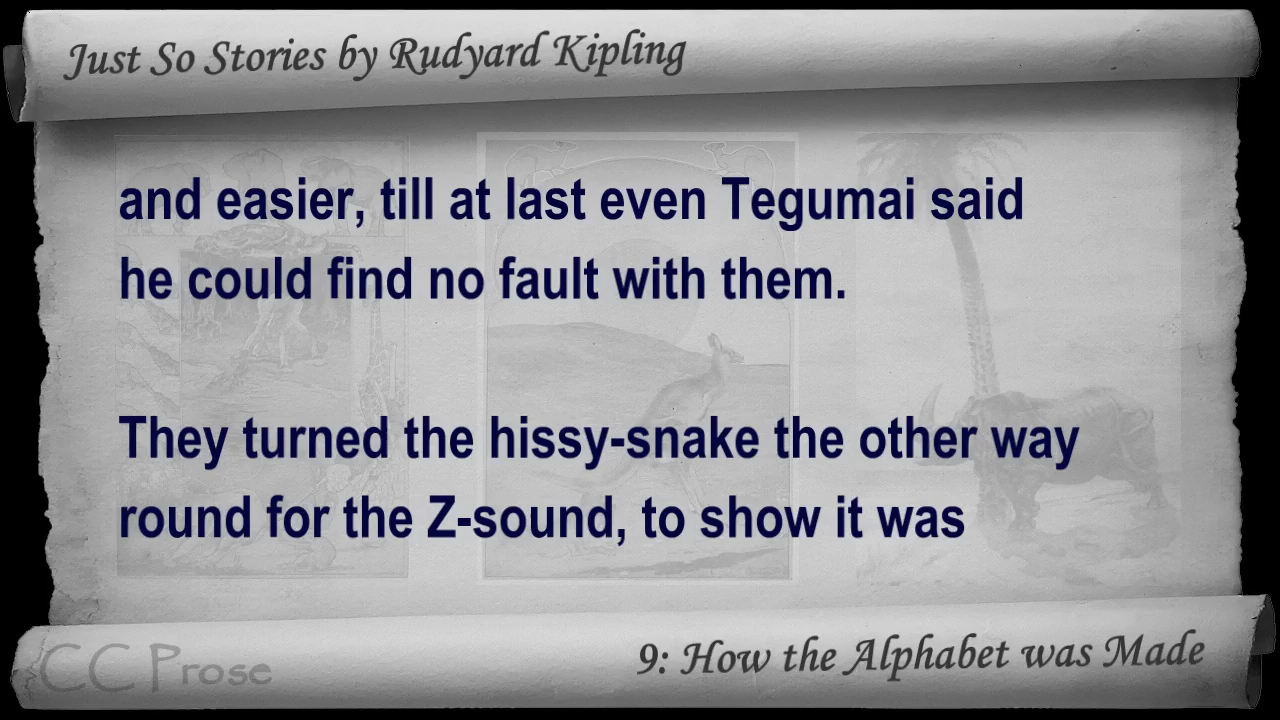 Just So Stories by Rudyard Kipling
and easier, till at last even Tegumai said
he could find no fault with them.
They turned the hissy-snake the other way
round for the Z-sound, to show it was
CC Prose
9: How the Alphabet was Made